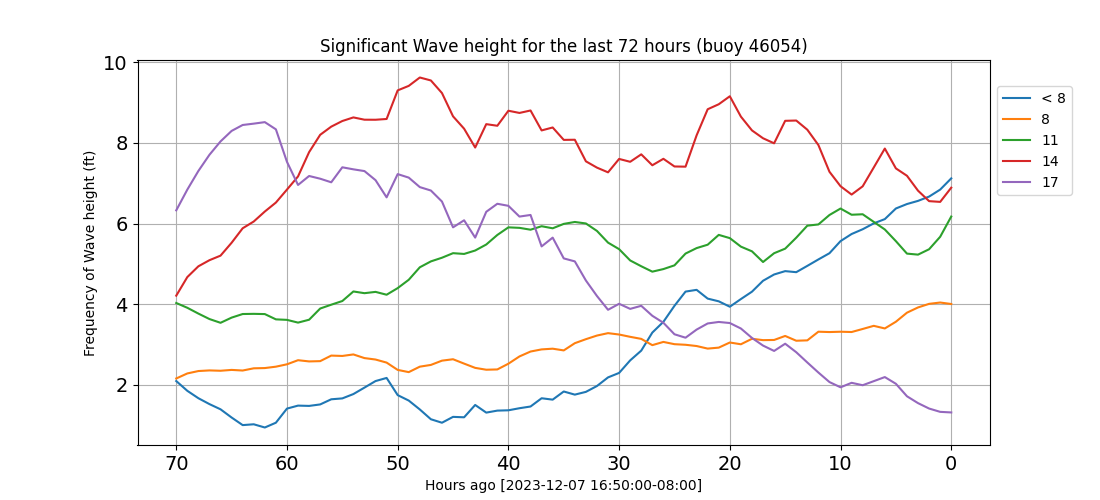 Significant Wave height for the last 72 hours (buoy 46054)
Frequency of Wave height (ft)
10
8
6
4
2
70 60 50 40 30 20 10 0
Hours ago [2023-12-07 16:50:00-08:00]
< 8
8
11
14
17